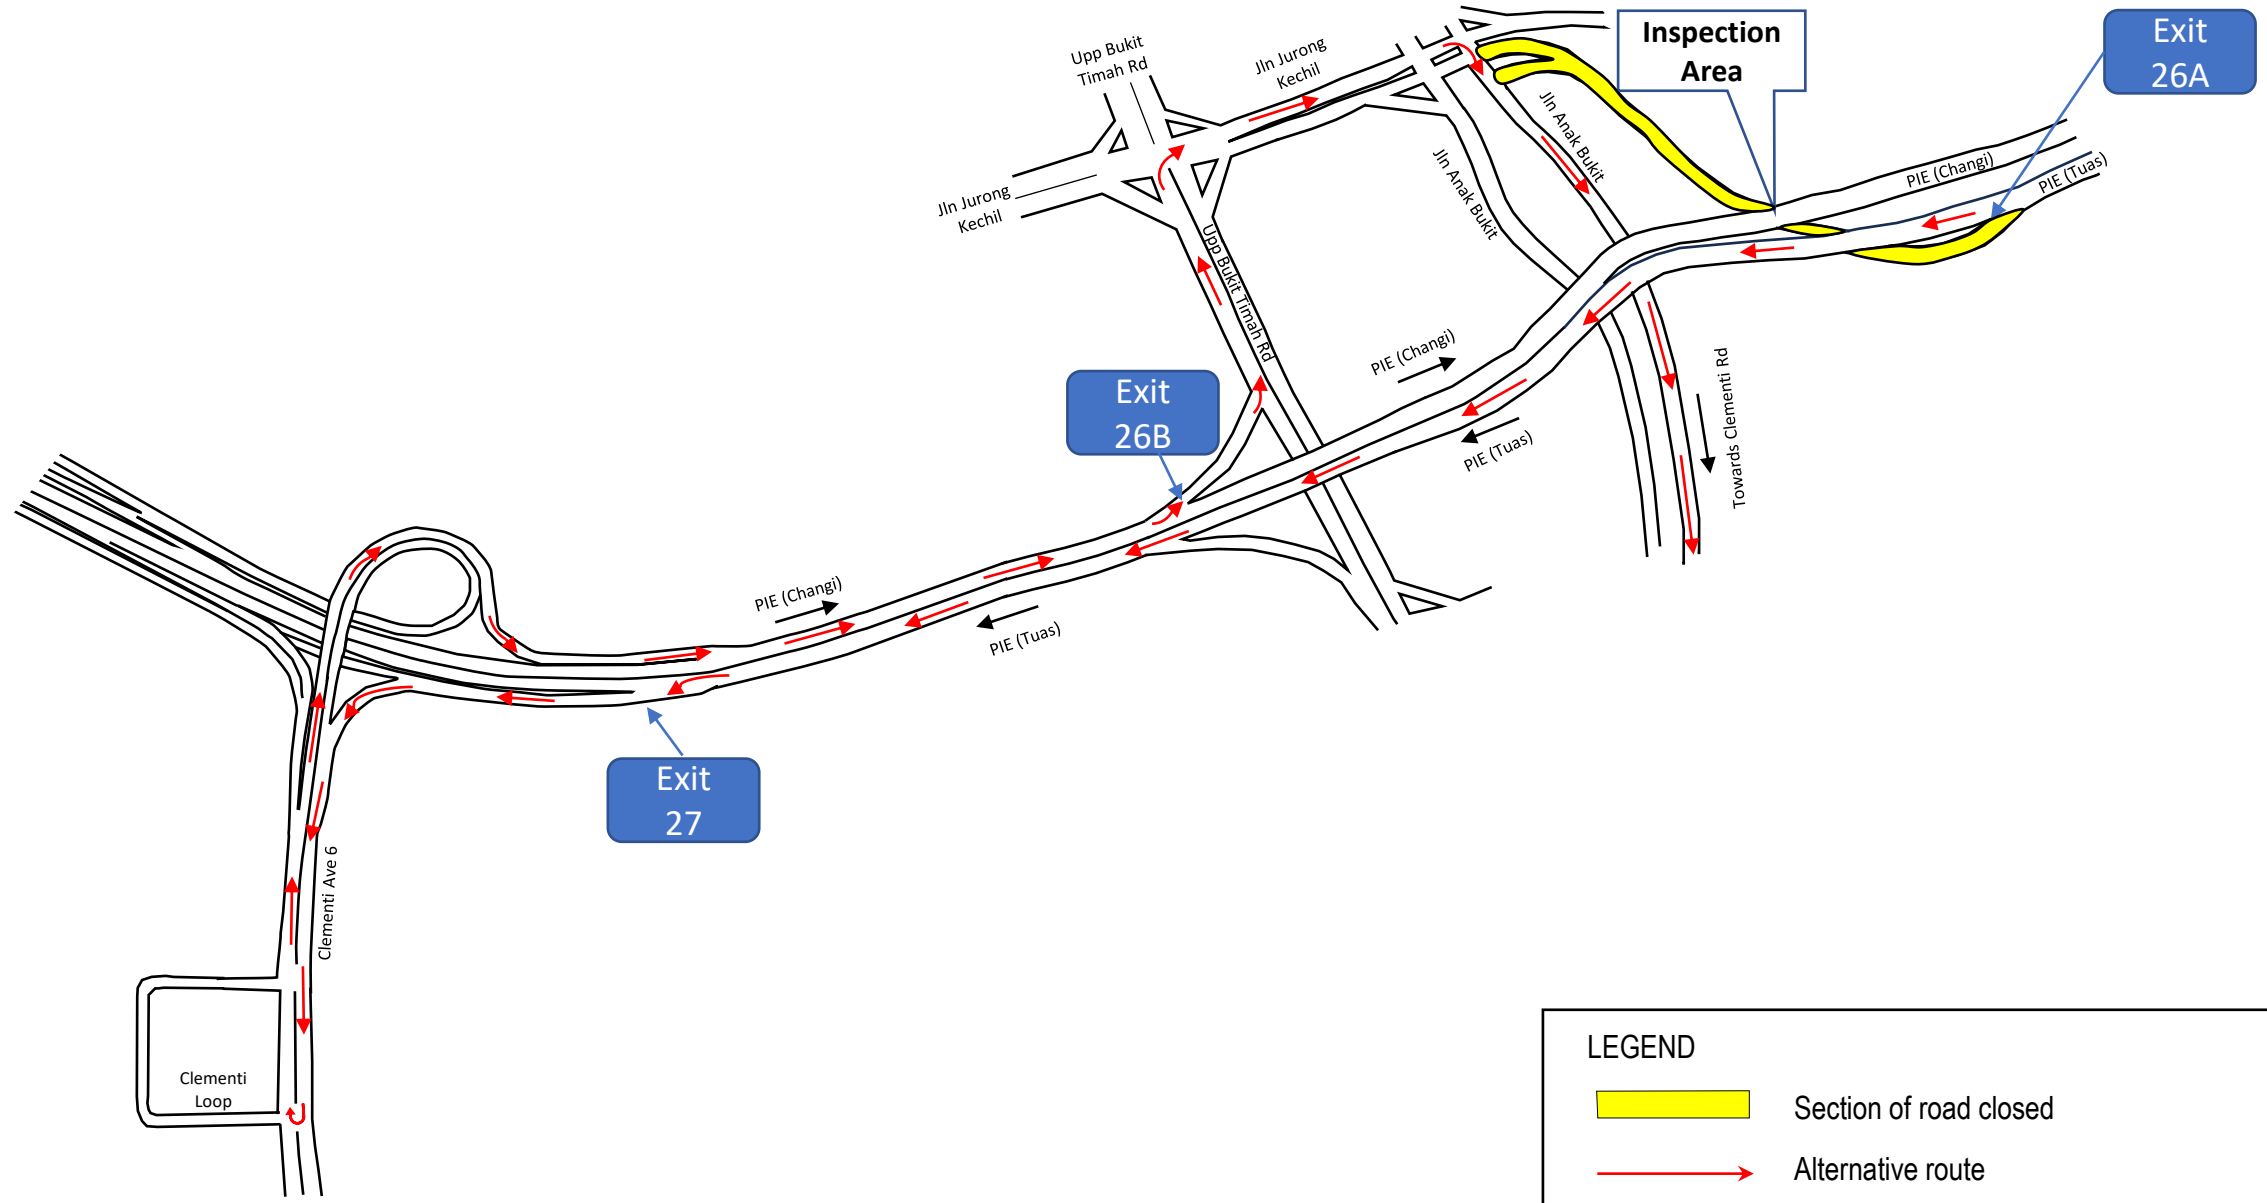 Upp Bukit
Timah Rd
Jln Jurong
Kechil
Inspection
Area
Exit
26A
Jln Anak Bukit
Jln Anak Bukit
PIE (Changi)
PIE (Tuas)
Jln Jurong
Kechil
Upp Bukit Timah Rd
PIE (Changi)
Exit
26B
PIE (Tuas)
Towards Clementi Rd
PIE (Changi)
PIE (Tuas)
Exit
27
Clementi Ave 6
Clementi
Loop
LEGEND
Section of road closed
Alternative route